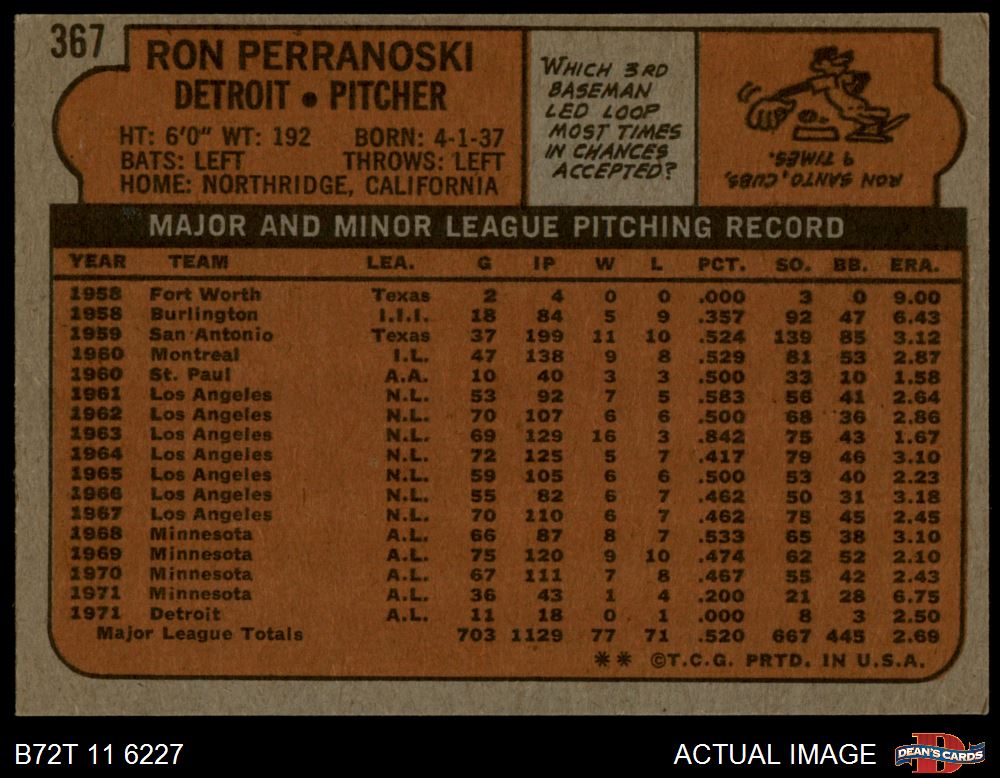 367
RON PERRANOSKI
DETROIT • PITCHER
HT: 6'0" WT: 192 BORN: 4-1-37
BATS: LEFT THROWS: LEFT
HOME: NORTHRIDGE, CALIFORNIA
WHICH 3RD
BASEMAN
LED LOOP
MOST TIMES
IN CHANCES
ACCEPTED?
RON SANTO, CUBS,
9 TIMES.
MAJOR AND MINOR LEAGUE PITCHING RECORD
YEAR TEAM LEA. G IP W L PCT. SO. BB. ERA.
1958 Fort Worth Texas 2 4 0 0 .000 3 0 9.00
1958 Burlington I.I.I. 18 84 5 9 .357 92 47 6.43
1959 San Antonio Texas 37 199 11 10 .524 139 85 3.12
1960 Montreal I.L. 47 138 9 8 .529 81 53 2.87
1960 St. Paul A.A. 10 40 3 3 .500 33 10 1.58
1961 Los Angeles N.L. 53 92 7 5 .583 56 41 2.64
1962 Los Angeles N.L. 70 107 6 6 .500 68 36 2.86
1963 Los Angeles N.L. 69 129 16 3 .842 75 43 1.67
1964 Los Angeles N.L. 72 125 5 7 .417 79 46 3.10
1965 Los Angeles N.L. 59 105 6 6 .500 53 40 2.23
1966 Los Angeles N.L. 55 82 6 7 .462 50 31 3.18
1967 Los Angeles N.L. 70 110 6 7 .462 75 45 2.45
1968 Minnesota A.L. 66 87 8 7 .533 65 38 3.10
1969 Minnesota A.L. 75 120 9 10 .474 62 52 2.10
1970 Minnesota A.L. 67 111 7 8 .467 55 42 2.43
1971 Minnesota A.L. 36 43 1 4 .200 21 28 6.75
1971 Detroit A.L. 11 18 0 1 .000 8 3 2.50
Major League Totals 703 1129 77 71 .520 667 445 2.69
** ©T.C.G. PRTD. IN U.S.A.
B72T 11 6227
ACTUAL IMAGE
DEAN'S CARDS